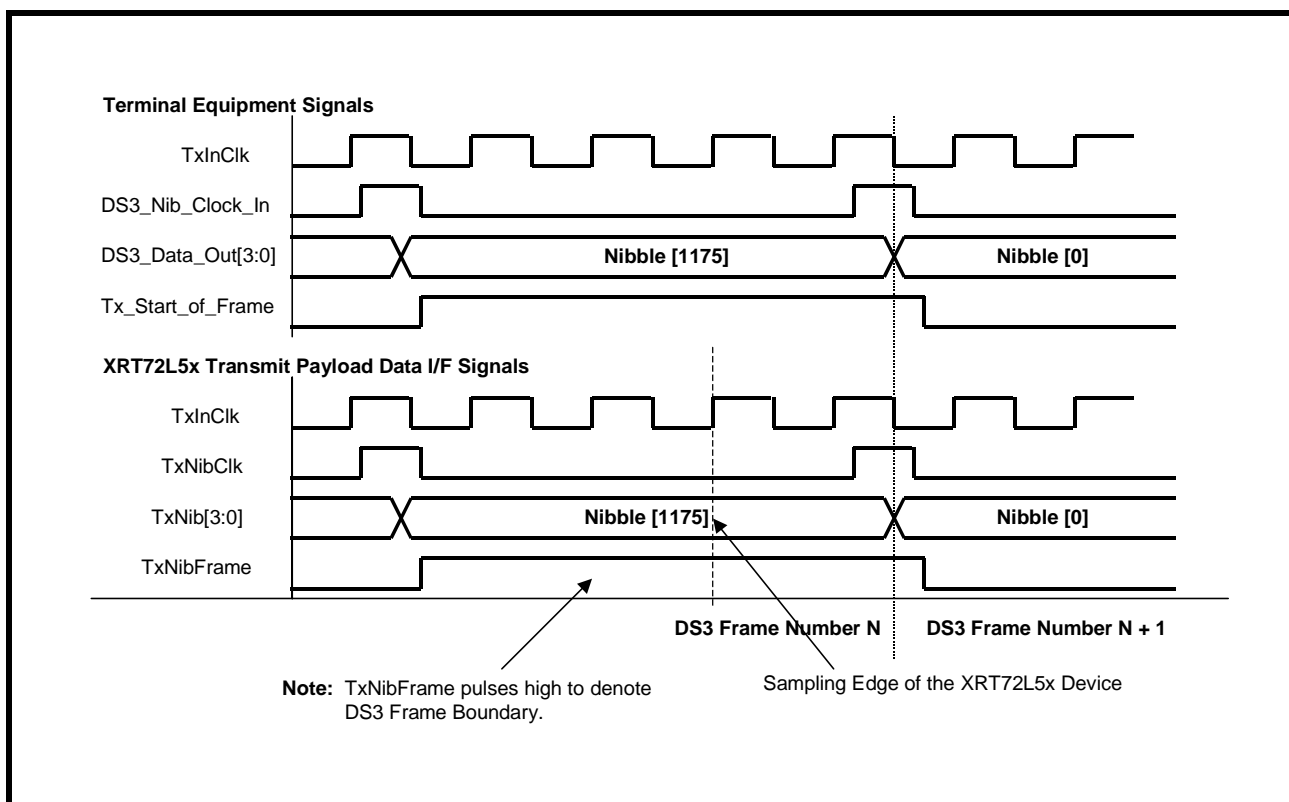 Terminal Equipment Signals
TxInClk
DS3_Nib_Clock_In
DS3_Data_Out[3:0]
Nibble [1175]
Nibble [0]
Tx_Start_of_Frame
XRT72L5x Transmit Payload Data I/F Signals
TxInClk
TxNibClk
TxNib[3:0]
Nibble [1175]
Nibble [0]
TxNibFrame
DS3 Frame Number N
DS3 Frame Number N + 1
Note: TxNibFrame pulses high to denote
DS3 Frame Boundary.
Sampling Edge of the XRT72L5x Device